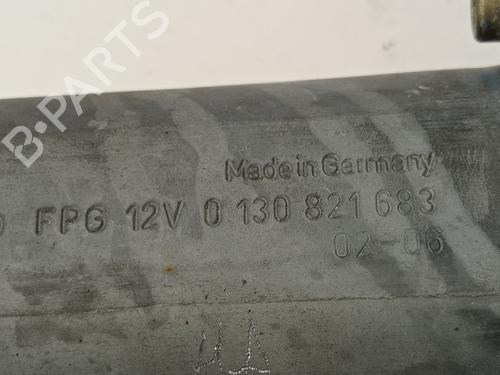 B-PARTS
Made in Germany
FPG 12V 0 130 821 683
02-06